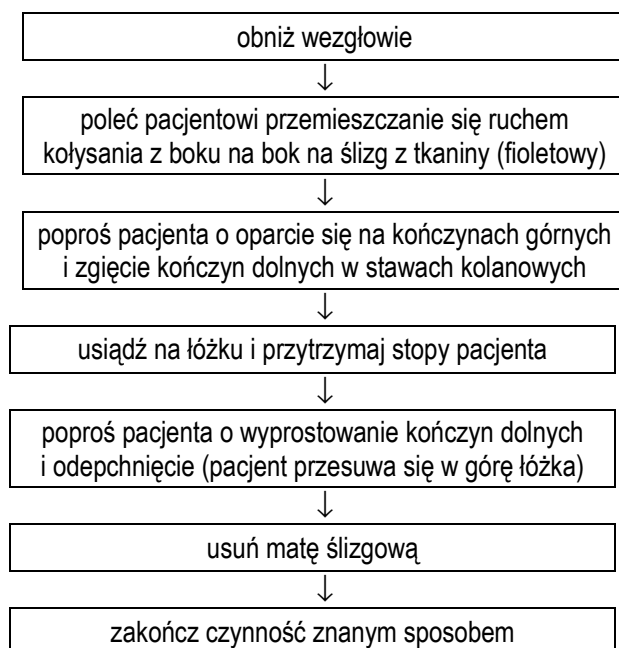 obniż wezgłowie
↓
poleć pacjentowi przemieszczanie się ruchem
kołysania z boku na bok na ślizg z tkaniny (fioletowy)
↓
poproś pacjenta o oparcie się na kończynach górnych
i zgięcie kończyn dolnych w stawach kolanowych
↓
usiądź na łóżku i przytrzymaj stopy pacjenta
↓
poproś pacjenta o wyprostowanie kończyn dolnych
i odepchnięcie (pacjent przesuwa się w górę łóżka)
↓
usuń matę ślizgową
↓
zakończ czynność znanym sposobem